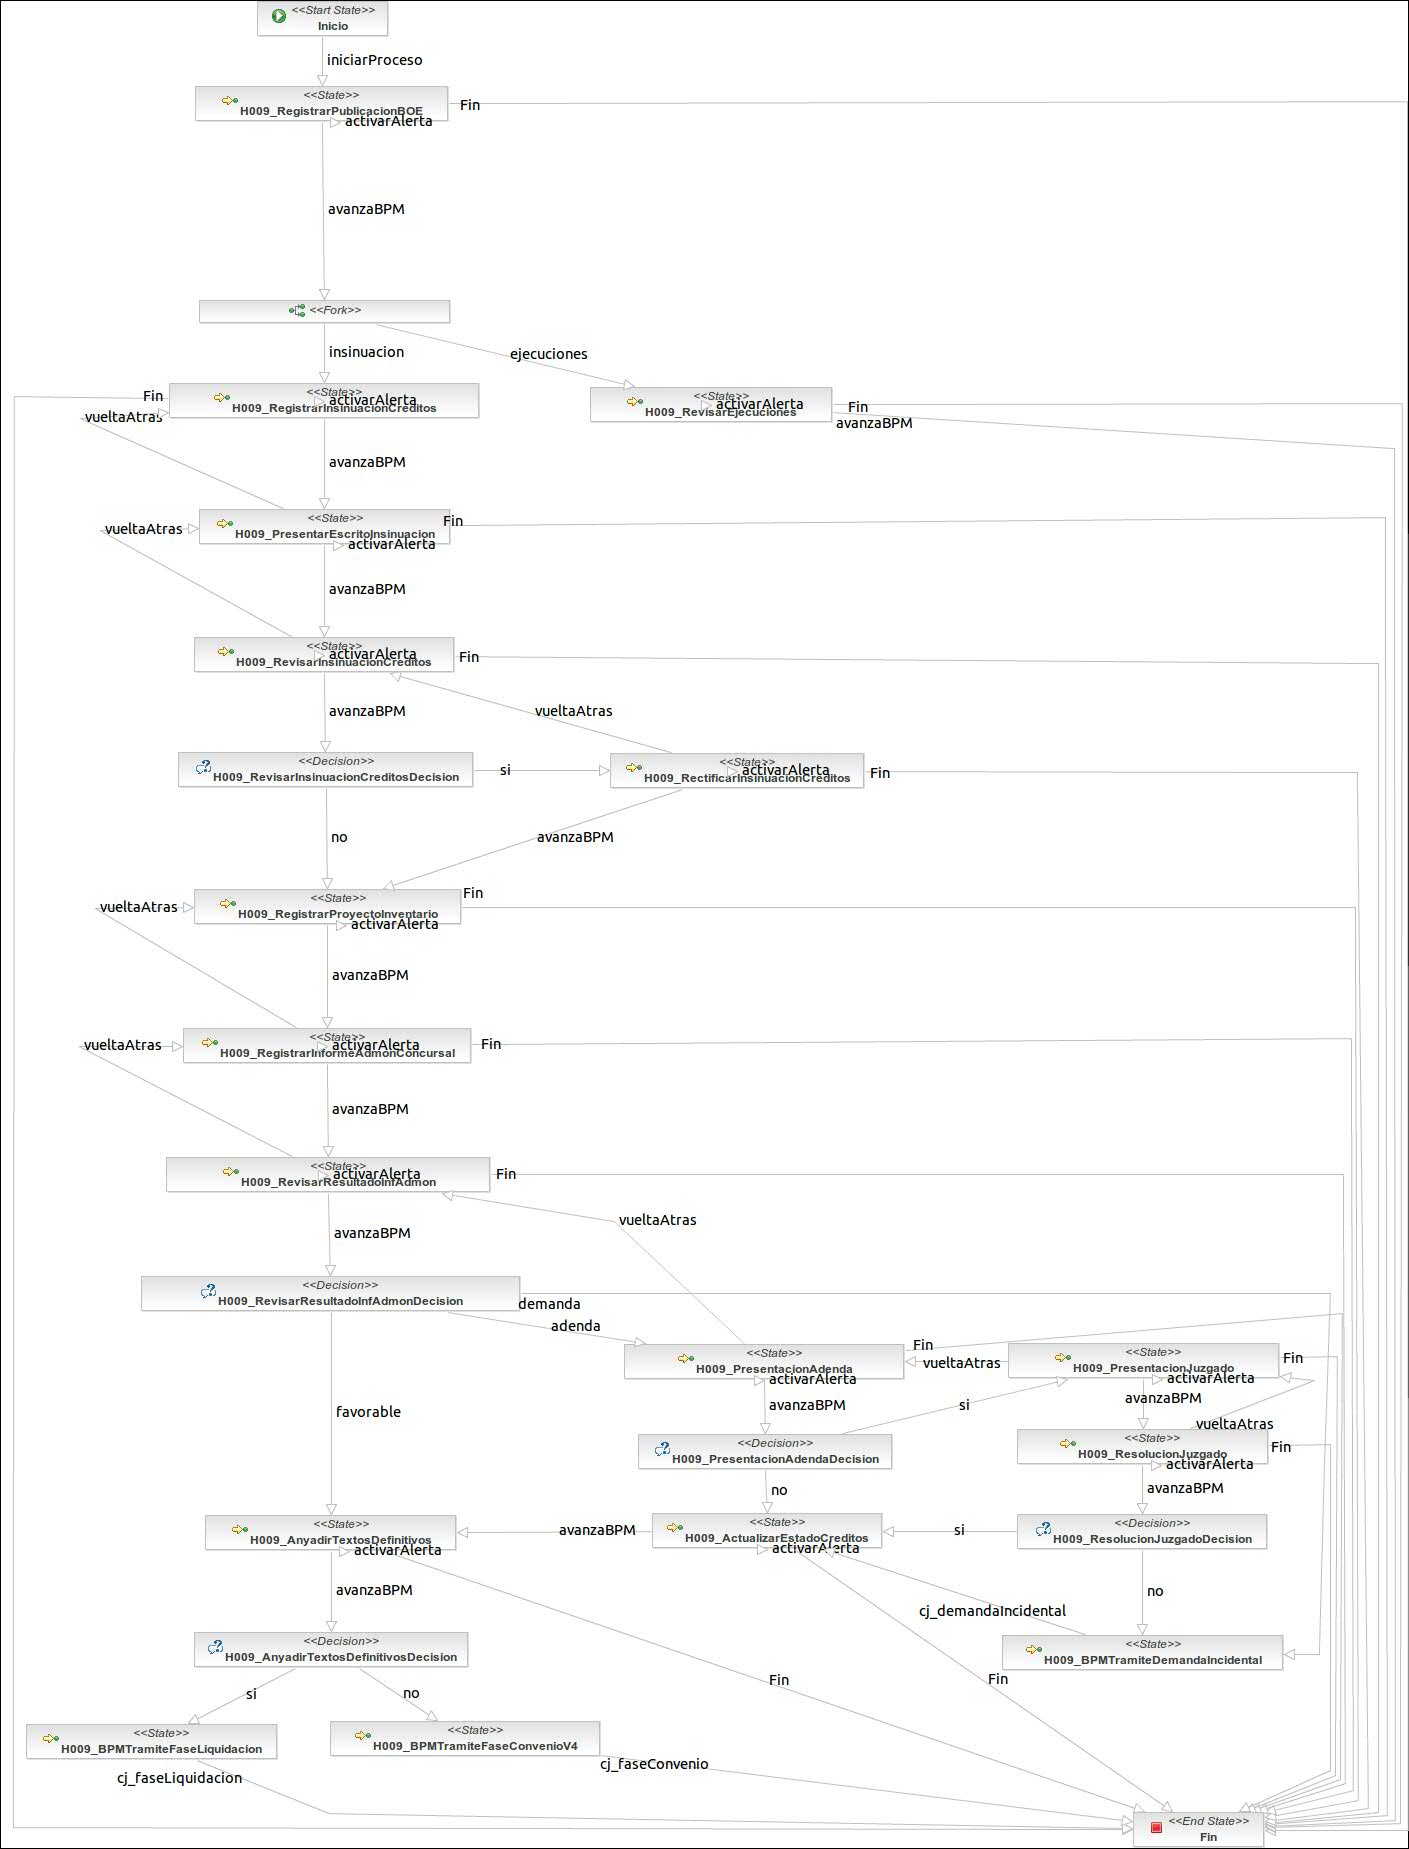 <<Start State>>
Inicio
iniciarProceso
<<State>>
H009_RegistrarPublicacionBOE
Fin
activarAlerta
avanzaBPM
<<Fork>>
insinuacion
ejecuciones
Fin
<<State>>
activarAlerta
H009_RegistrarInsinuacionCreditos
vueltaAtras
<<State>>
activarAlerta
H009_RevisarEjecuciones
Fin
avanzaBPM
avanzaBPM
<<State>>
H009_PresentarEscritoInsinuacion
Fin
vueltaAtras
activarAlerta
avanzaBPM
<<State>>
activarAlerta
H009_RevisarInsinuacionCreditos
Fin
avanzaBPM
vueltaAtras
<<Decision>>
H009_RevisarInsinuacionCreditosDecision
si
<<State>>
activarAlerta
H009_RectificarInsinuacionCreditos
Fin
no
avanzaBPM
<<State>>
H009_RegistrarProyectoInventario
Fin
vueltaAtras
activarAlerta
avanzaBPM
<<State>>
activarAlerta
H009_RegistrarInformeAdmonConcursal
Fin
vueltaAtras
avanzaBPM
<<State>>
activarAlerta
H009_RevisarResultadoInfAdmon
Fin
vueltaAtras
avanzaBPM
<<Decision>>
H009_RevisarResultadoInfAdmonDecision
demanda
adenda
<<State>>
H009_PresentacionAdenda
Fin
activarAlerta
vueltaAtras
<<State>>
H009_PresentacionJuzgado
Fin
activarAlerta
avanzaBPM
avanzaBPM
si
favorable
vueltaAtras
<<Decision>>
H009_PresentacionAdendaDecision
<<State>>
H009_ResolucionJuzgado
Fin
activarAlerta
no
avanzaBPM
<<State>>
H009_AnyadirTextosDefinitivos
activarAlerta
avanzaBPM
<<State>>
H009_ActualizarEstadoCreditos
activarAlerta
si
<<Decision>>
H009_ResolucionJuzgadoDecision
avanzaBPM
no
cj_demandaIncidental
<<Decision>>
H009_AnyadirTextosDefinitivosDecision
<<State>>
H009_BPMTramiteDemandaIncidental
Fin
Fin
si
no
<<State>>
H009_BPMTramiteFaseLiquidacion
<<State>>
H009_BPMTramiteFaseConvenioV4
cj_faseConvenio
cj_faseLiquidacion
<<End State>>
Fin